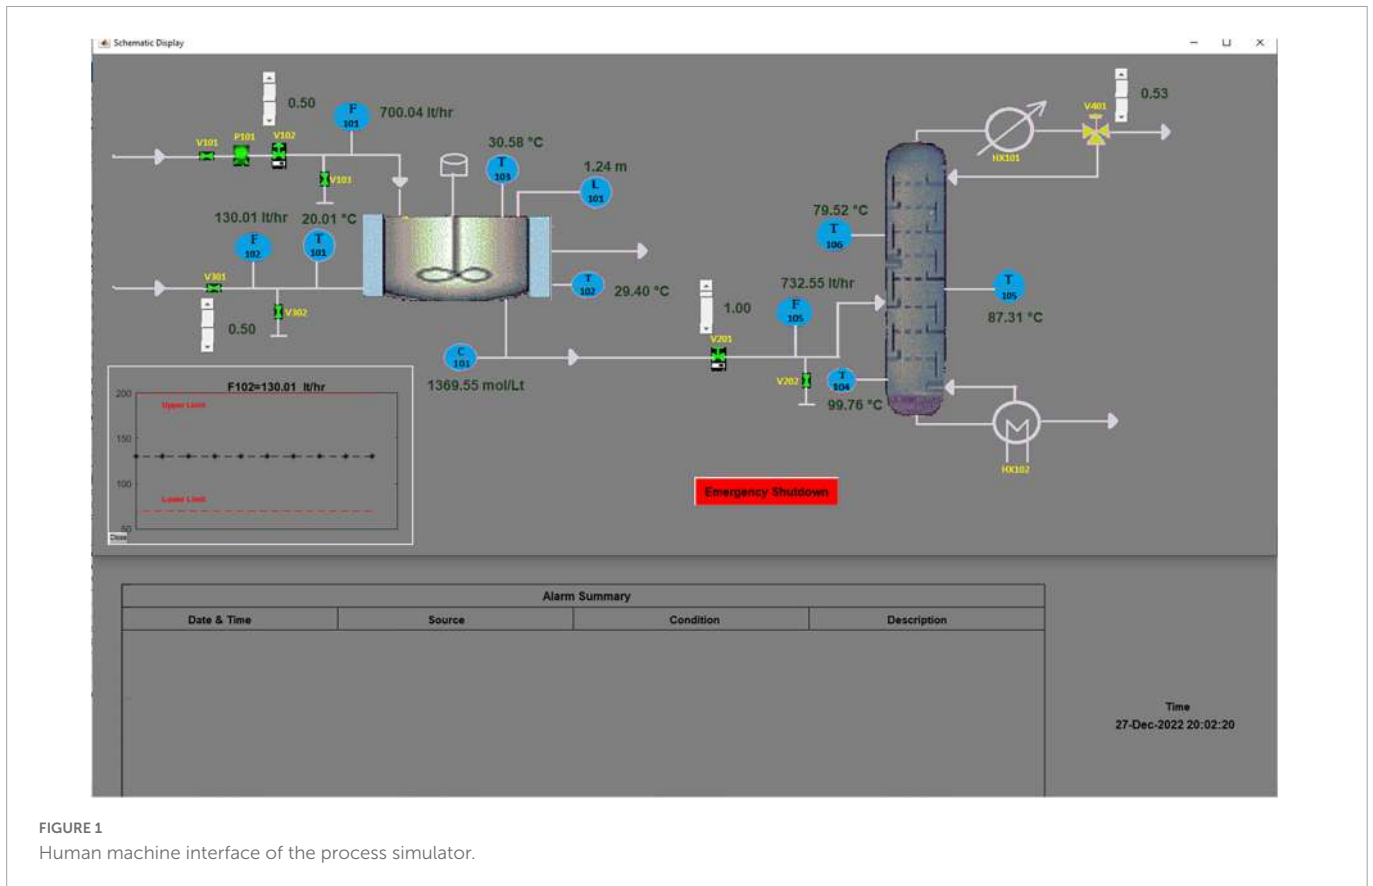 Schematic Display
0.50
F
101
700.04 lt/hr
V101
P101
V102
V103
30.58 °C
T
103
1.24 m
L
101
V401
0.53
HX101
130.01 lt/hr
20.01 °C
F
102
T
101
79.52 °C
T
106
V301
0.50
V302
T
102
29.40 °C
1.00
V201
732.55 lt/hr
F
105
T
105
87.31 °C
C
101
1369.55 mol/Lt
V202
T
104
99.76 °C
HX102
F102=130.01 lt/hr
200
Upper Limit
150
100
Lower Limit
50
Close
Emergency Shutdown
Alarm Summary
Date & Time Source Condition Description
Time
27-Dec-2022 20:02:20
FIGURE 1
Human machine interface of the process simulator.